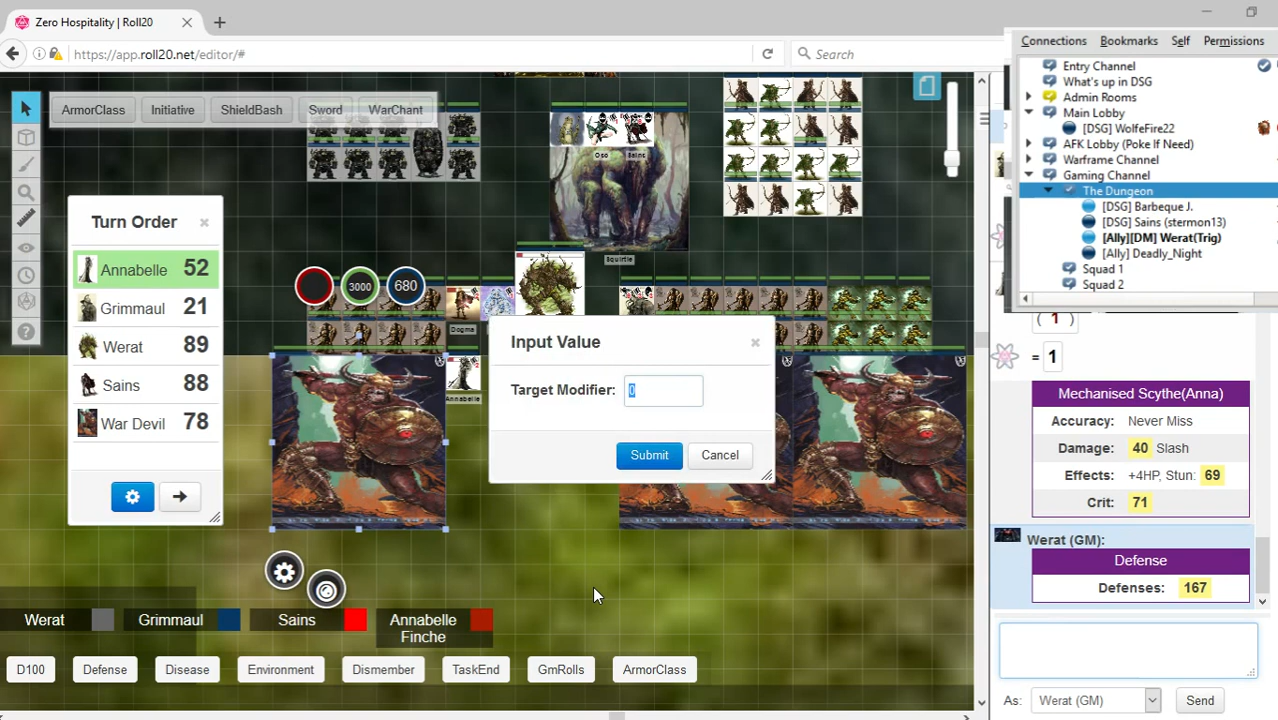 Zero Hospitality | Roll20
https://app.roll20.net/editor/#
Search
Connections Bookmarks Self Permissions
Entry Channel
What's up in DSG
Admin Rooms
Main Lobby
[DSG] WolfeFire22
AFK Lobby (Poke If Need)
Warframe Channel
Gaming Channel
The Dungeon
[DSG] Barbeque J.
[DSG] Sains (stermon13)
[Ally][DM] Werat(Trig)
[Ally] Deadly_Night
Squad 1
Squad 2
ArmorClass Initiative ShieldBash Sword WarChant
Oso Sains
Squirtle
Turn Order
Annabelle 52
Grimmaul 21
Werat 89
Sains 88
War Devil 78
3000 680
Dogma
Annabelle
Input Value
Target Modifier: 0
Submit Cancel
( 1 )
= 1
Mechanised Scythe(Anna)
Accuracy: Never Miss
Damage: 40 Slash
Effects: +4HP, Stun: 69
Crit: 71
Werat (GM):
Defense
Defenses: 167
Werat Grimmaul Sains Annabelle
Finche
D100 Defense Disease Environment Dismember TaskEnd GmRolls ArmorClass
As: Werat (GM) Send